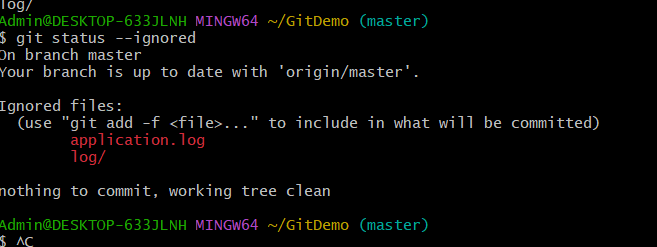 log/
Admin@DESKTOP-633JLNH MINGW64 ~/GitDemo (master)
$ git status --ignored
On branch master
Your branch is up to date with 'origin/master'.
Ignored files:
(use "git add -f <file>..." to include in what will be committed)
application.log
log/
nothing to commit, working tree clean
Admin@DESKTOP-633JLNH MINGW64 ~/GitDemo (master)
$ ^C